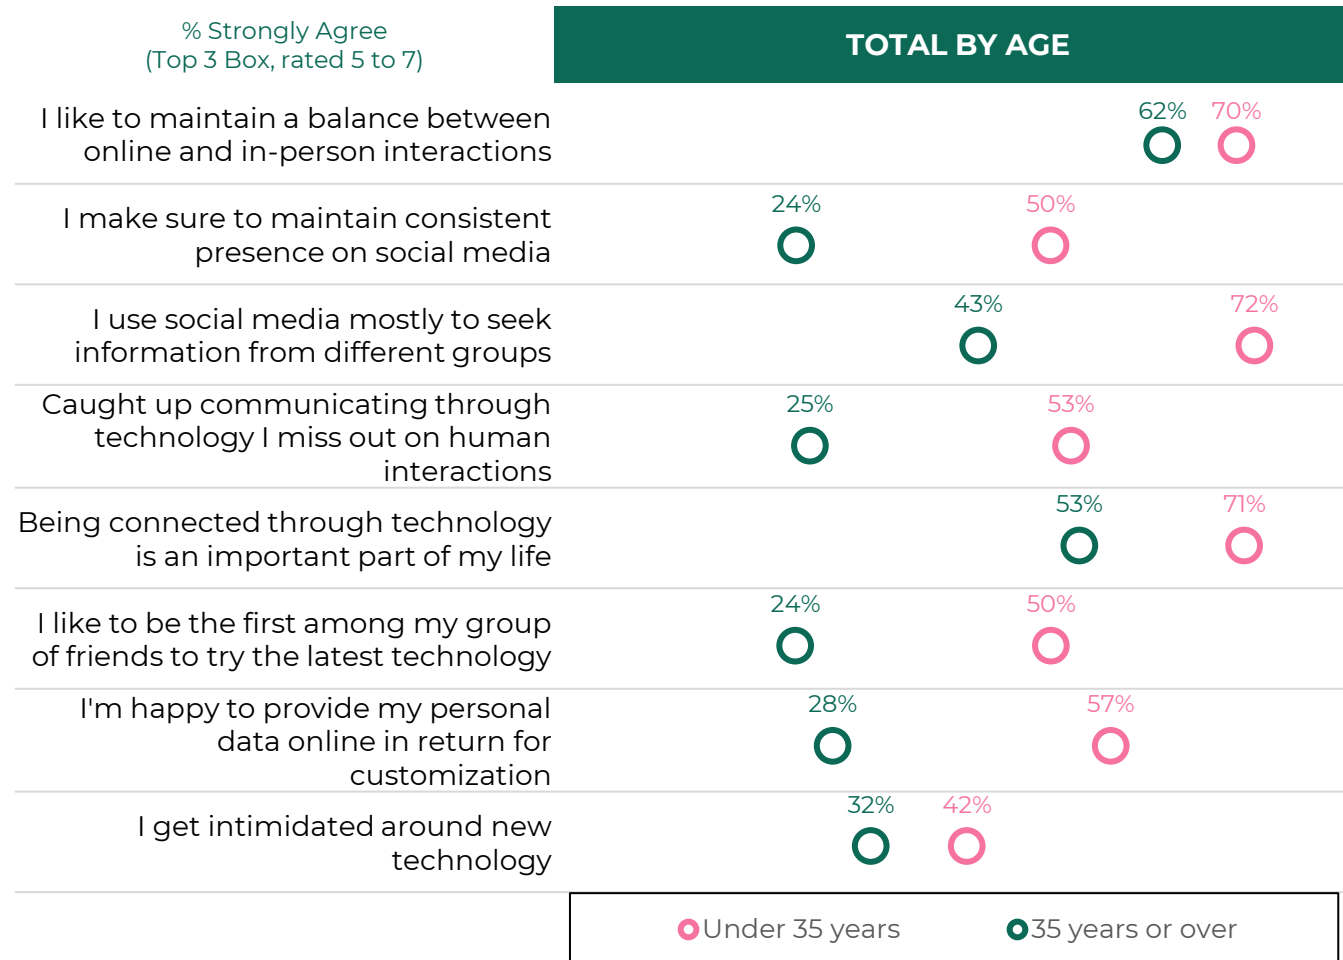 % Strongly Agree
(Top 3 Box, rated 5 to 7)
TOTAL BY AGE
I like to maintain a balance between
online and in-person interactions
62% 70%
I make sure to maintain consistent
presence on social media
24% 50%
I use social media mostly to seek
information from different groups
43% 72%
Caught up communicating through
technology I miss out on human
interactions
25% 53%
Being connected through technology
is an important part of my life
53% 71%
I like to be the first among my group
of friends to try the latest technology
24% 50%
I'm happy to provide my personal
data online in return for
customization
28% 57%
I get intimidated around new
technology
32% 42%
Under 35 years
35 years or over